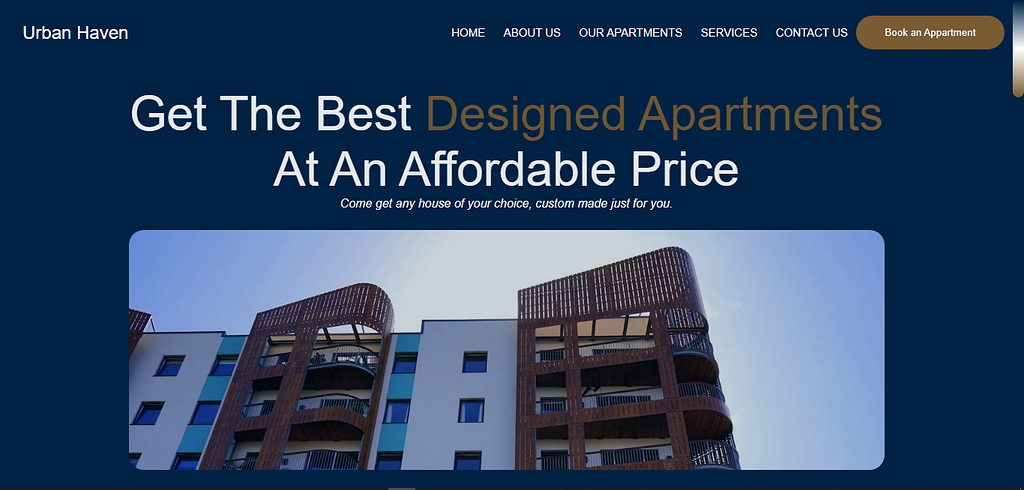 Urban Haven
HOME ABOUT US OUR APARTMENTS SERVICES CONTACT US Book an Appartment
Get The Best Designed Apartments
At An Affordable Price
Come get any house of your choice, custom made just for you.